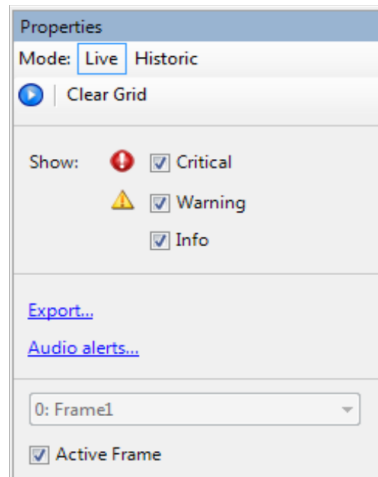 Properties
Mode: Live Historic
Clear Grid
Show: Critical
Warning
Info
Export...
Audio alerts...
0: Frame1
Active Frame